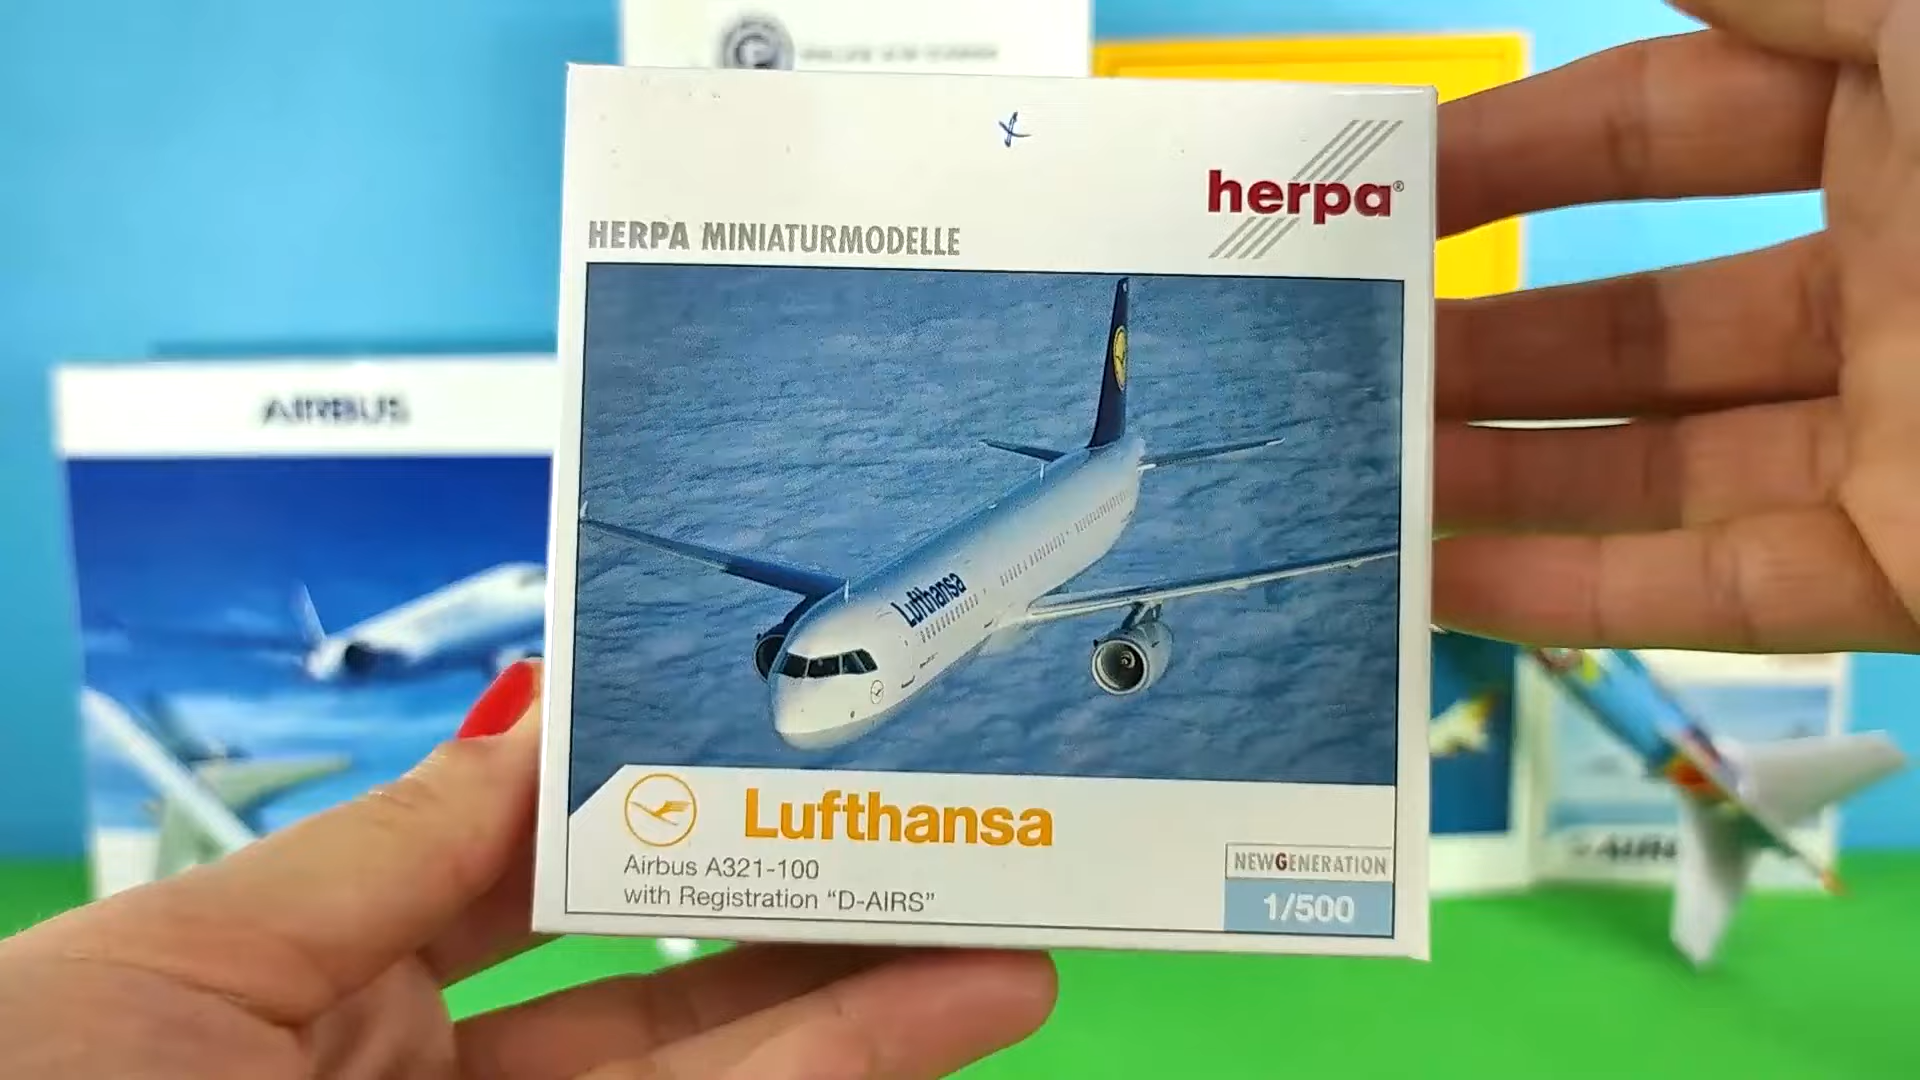 herpa®
HERPA MINIATURMODELLE
Lufthansa
Lufthansa
Airbus A321-100
with Registration “D-AIRS”
NEWGENERATION
1/500
AIRBUS